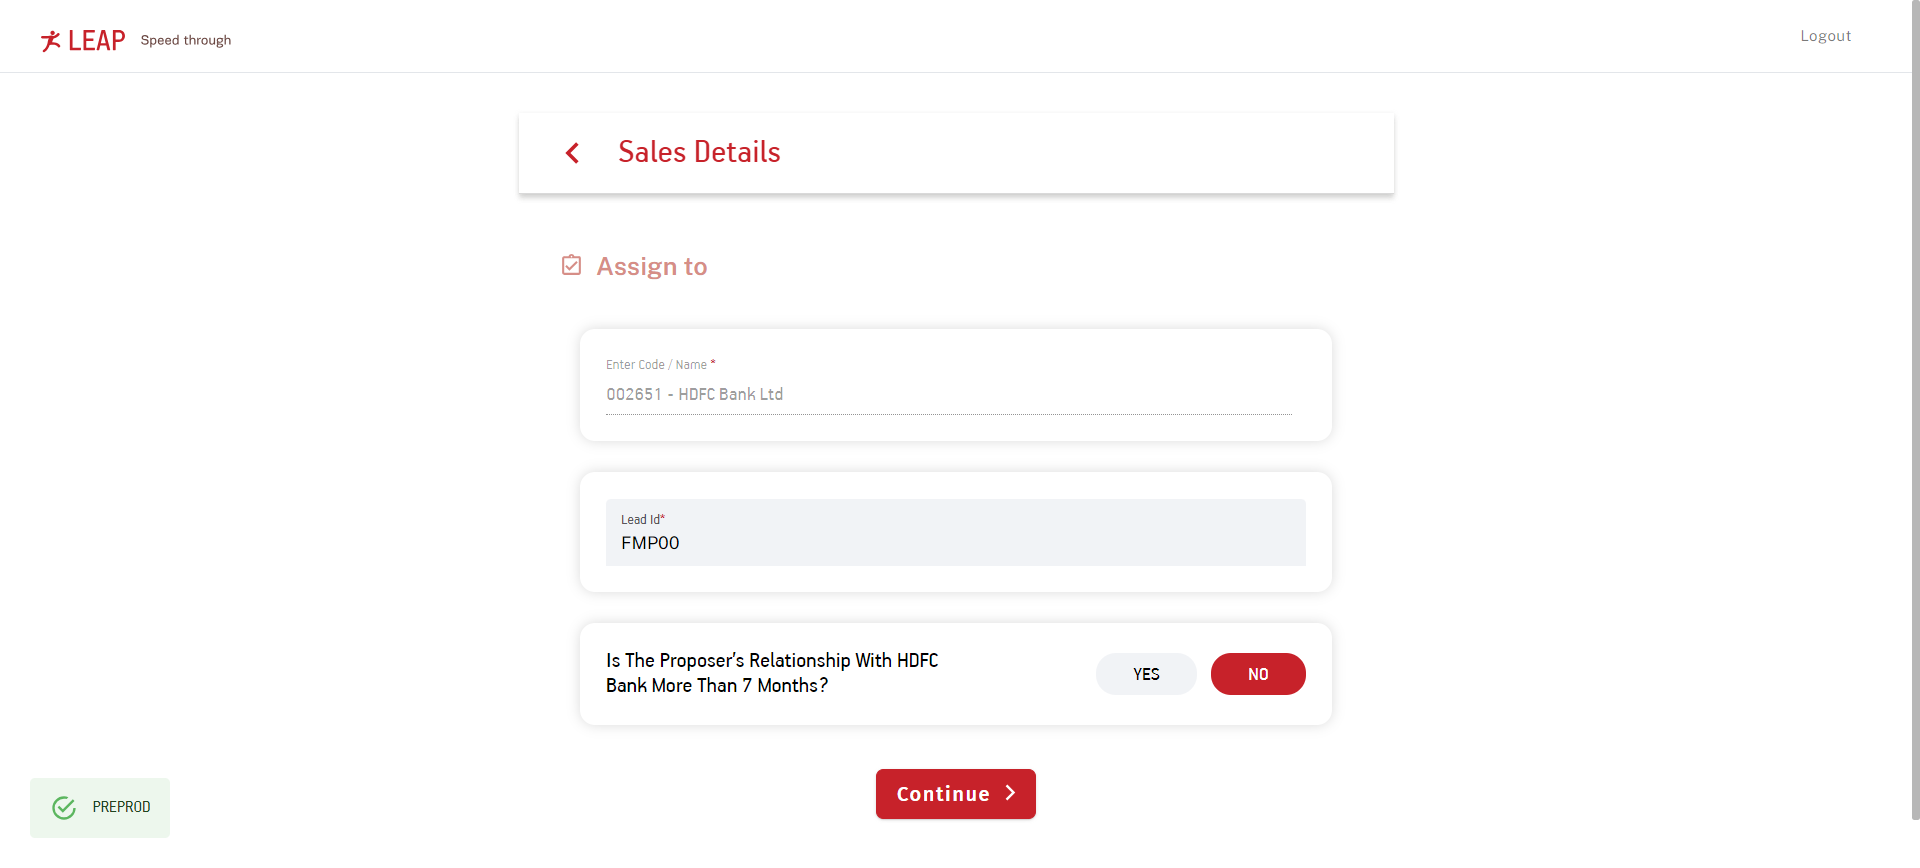 LEAP Speed through
Logout
Sales Details
Assign to
Enter Code / Name *
002651 - HDFC Bank Ltd
Lead Id*
FMP00
Is The Proposer's Relationship With HDFC
Bank More Than 7 Months?
YES
NO
Continue
PREPROD